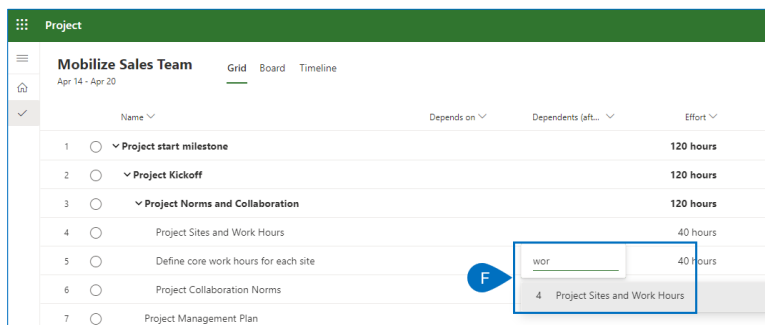 Project
Mobilize Sales Team
Grid Board Timeline
Apr 14 - Apr 20
Name Depends on Dependents (aft... Effort
1 Project start milestone 120 hours
2 Project Kickoff 120 hours
3 Project Norms and Collaboration 120 hours
4 Project Sites and Work Hours 40 hours
5 Define core work hours for each site wor 40 hours
F
6 Project Collaboration Norms 4 Project Sites and Work Hours
7 Project Management Plan